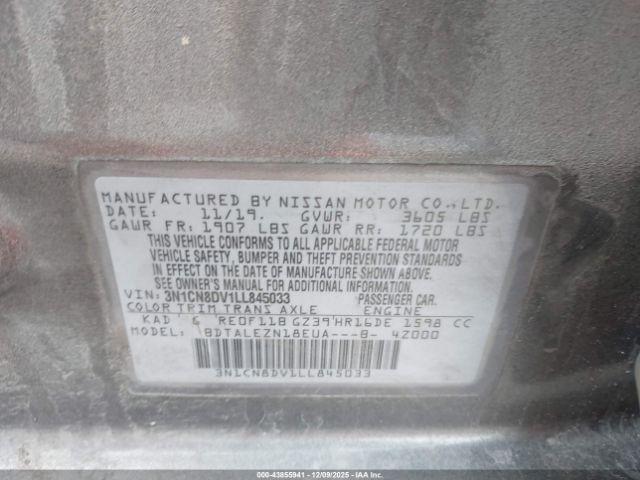 MANUFACTURED BY NISSAN MOTOR CO.,LTD.
DATE: 11/19. GVWR: 3605 LBS
GAWR FR: 1907 LBS GAWR RR: 1720 LBS
THIS VEHICLE CONFORMS TO ALL APPLICABLE FEDERAL MOTOR
VEHICLE SAFETY, BUMPER AND THEFT PREVENTION STANDARDS
IN EFFECT ON THE DATE OF MANUFACTURE SHOWN ABOVE.
SEE OWNER'S MANUAL FOR ADDITIONAL INFORMATION.
VIN: 3N1CN8DV1LL845033 PASSENGER CAR.
COLOR TRIM TRANS AXLE ENGINE
KAD G RE0F11B GZ39 HR16DE 1598 CC
MODEL: BDTALEZN18EUA---B- 4Z000
3N1CN8DV1LL845033
000-43855941 - 12/09/2025 - IAAI.COM